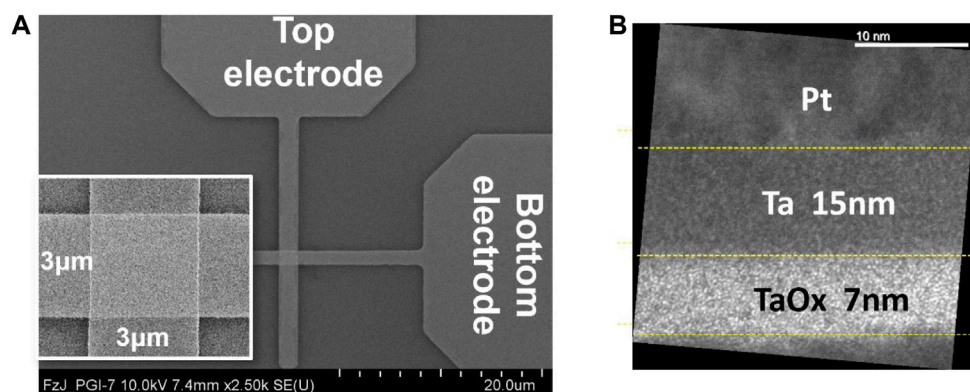 A
Top
electrode
Bottom
electrode
3µm
3µm
FzJ PGI-7 10.0kV 7.4mm x2.50k SE(U)
20.0um
B
10 nm
Pt
Ta 15nm
TaOx 7nm